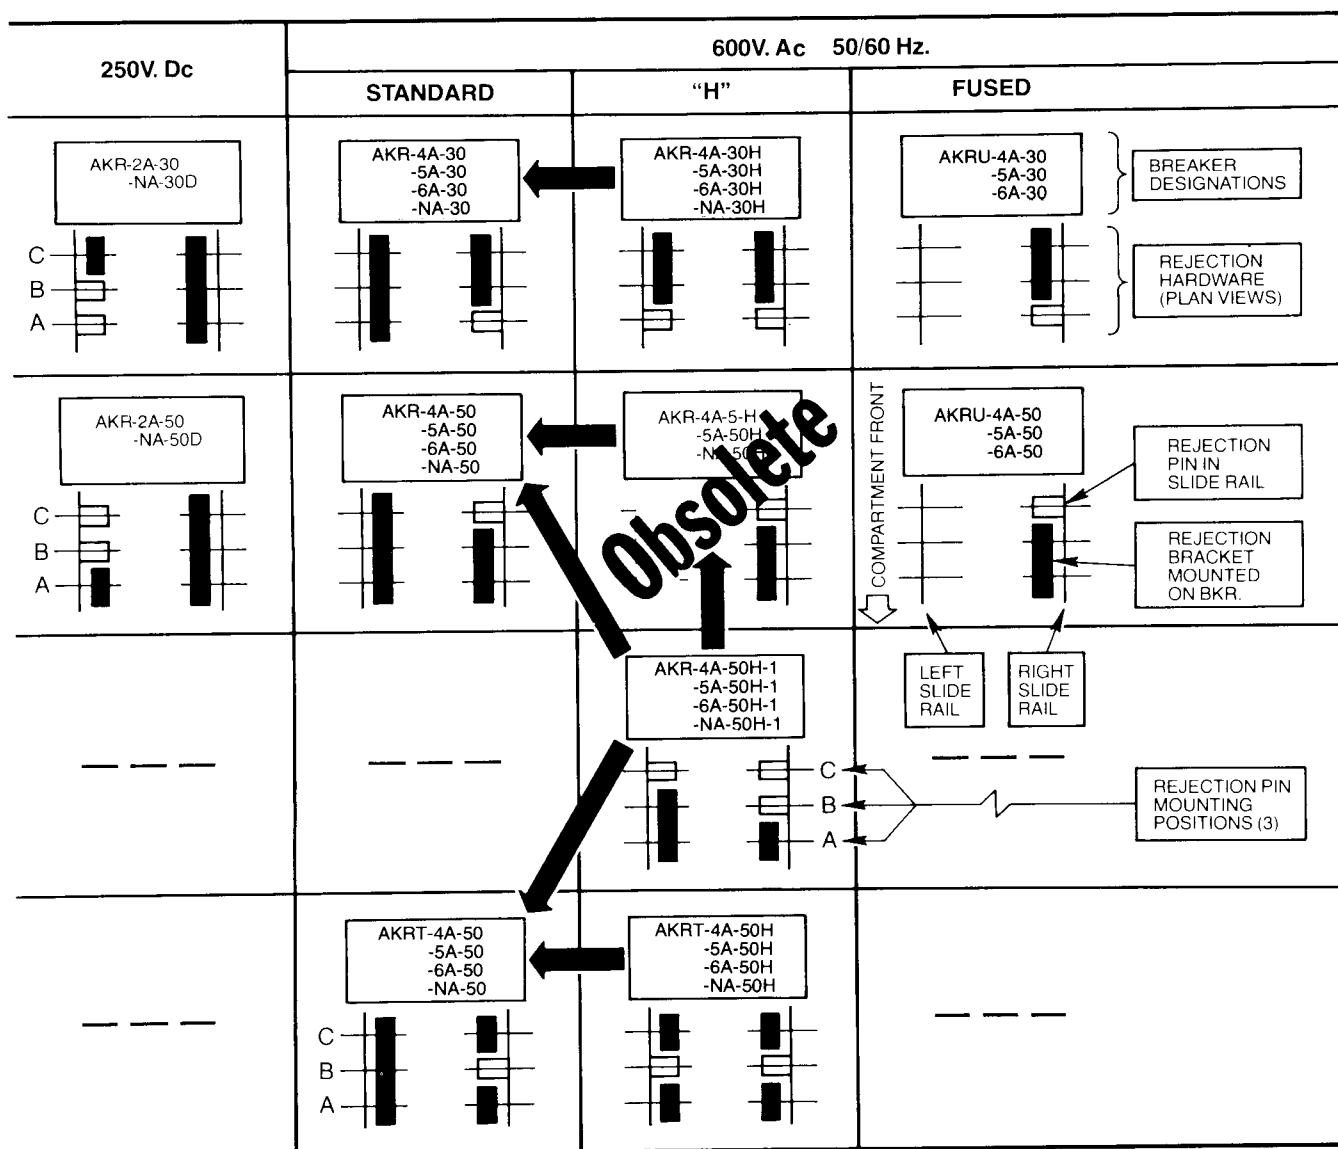 250V. Dc
600V. Ac 50/60 Hz.
STANDARD
"H"
FUSED
AKR-2A-30
-NA-30D
AKR-4A-30
-5A-30
-6A-30
-NA-30
AKR-4A-30H
-5A-30H
-6A-30H
-NA-30H
AKRU-4A-30
-5A-30
-6A-30
BREAKER
DESIGNATIONS
C
B
A
REJECTION
HARDWARE
(PLAN VIEWS)
AKR-2A-50
-NA-50D
AKR-4A-50
-5A-50
-6A-50
-NA-50
AKR-4A-5-H
-5A-50H
-NA-50H
Obsolete
COMPARTMENT FRONT
AKRU-4A-50
-5A-50
-6A-50
REJECTION
PIN IN
SLIDE RAIL
C
B
A
REJECTION
BRACKET
MOUNTED
ON BKR.
AKR-4A-50H-1
-5A-50H-1
-6A-50H-1
-NA-50H-1
LEFT
SLIDE
RAIL
RIGHT
SLIDE
RAIL
C
B
A
REJECTION PIN
MOUNTING
POSITIONS (3)
AKRT-4A-50
-5A-50
-6A-50
-NA-50
AKRT-4A-50H
-5A-50H
-6A-50H
-NA-50H
C
B
A